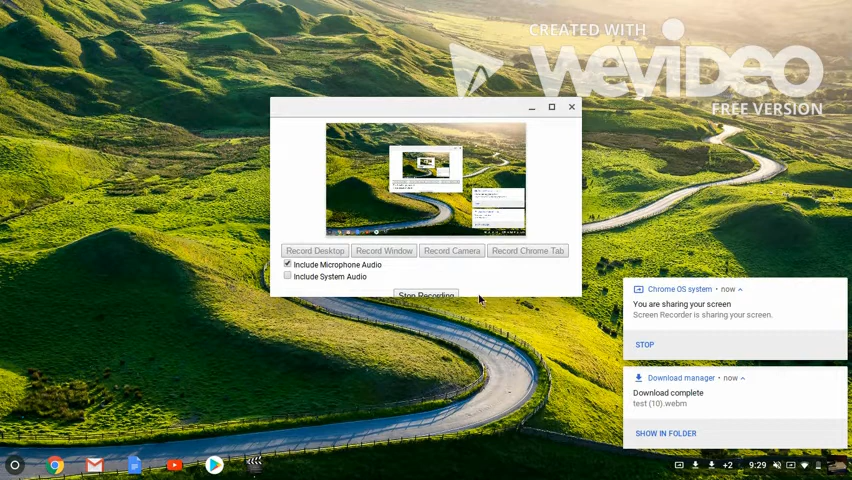 CREATED WITH
WEVIDEO
FREE VERSION
Record Desktop
Record Window
Record Camera
Record Chrome Tab
Include Microphone Audio
Include System Audio
Stop Recording
Chrome OS system • now
You are sharing your screen
Screen Recorder is sharing your screen.
STOP
Download manager • now
Download complete
test (10).webm
SHOW IN FOLDER
+2 9:29